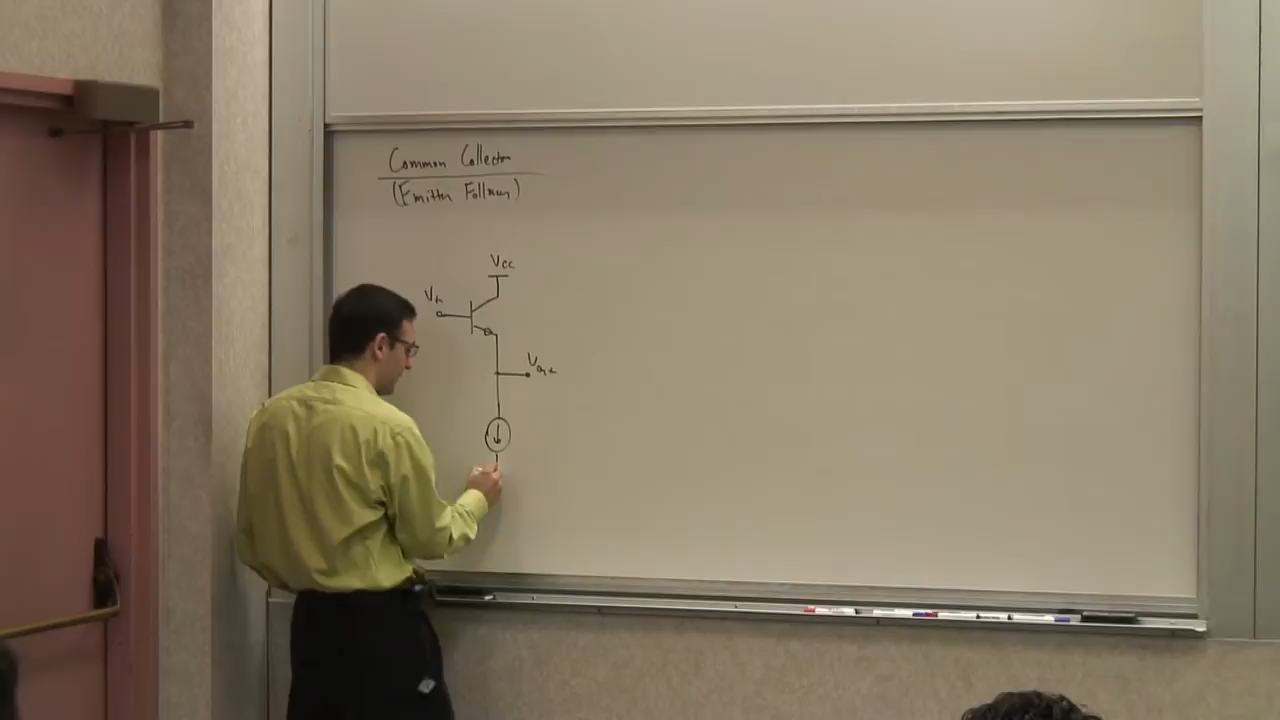 Common Collector
(Emitter Follower)
Vcc
Vin
Vout